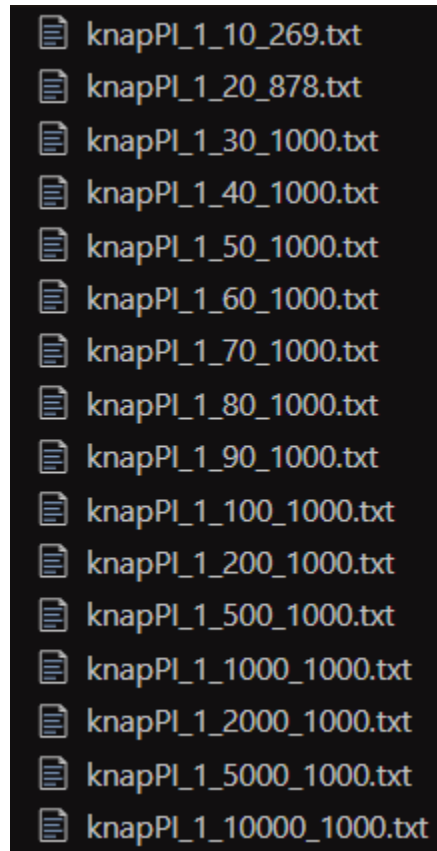 knapPI_1_10_269.txt
knapPI_1_20_878.txt
knapPI_1_30_1000.txt
knapPI_1_40_1000.txt
knapPI_1_50_1000.txt
knapPI_1_60_1000.txt
knapPI_1_70_1000.txt
knapPI_1_80_1000.txt
knapPI_1_90_1000.txt
knapPI_1_100_1000.txt
knapPI_1_200_1000.txt
knapPI_1_500_1000.txt
knapPI_1_1000_1000.txt
knapPI_1_2000_1000.txt
knapPI_1_5000_1000.txt
knapPI_1_10000_1000.txt